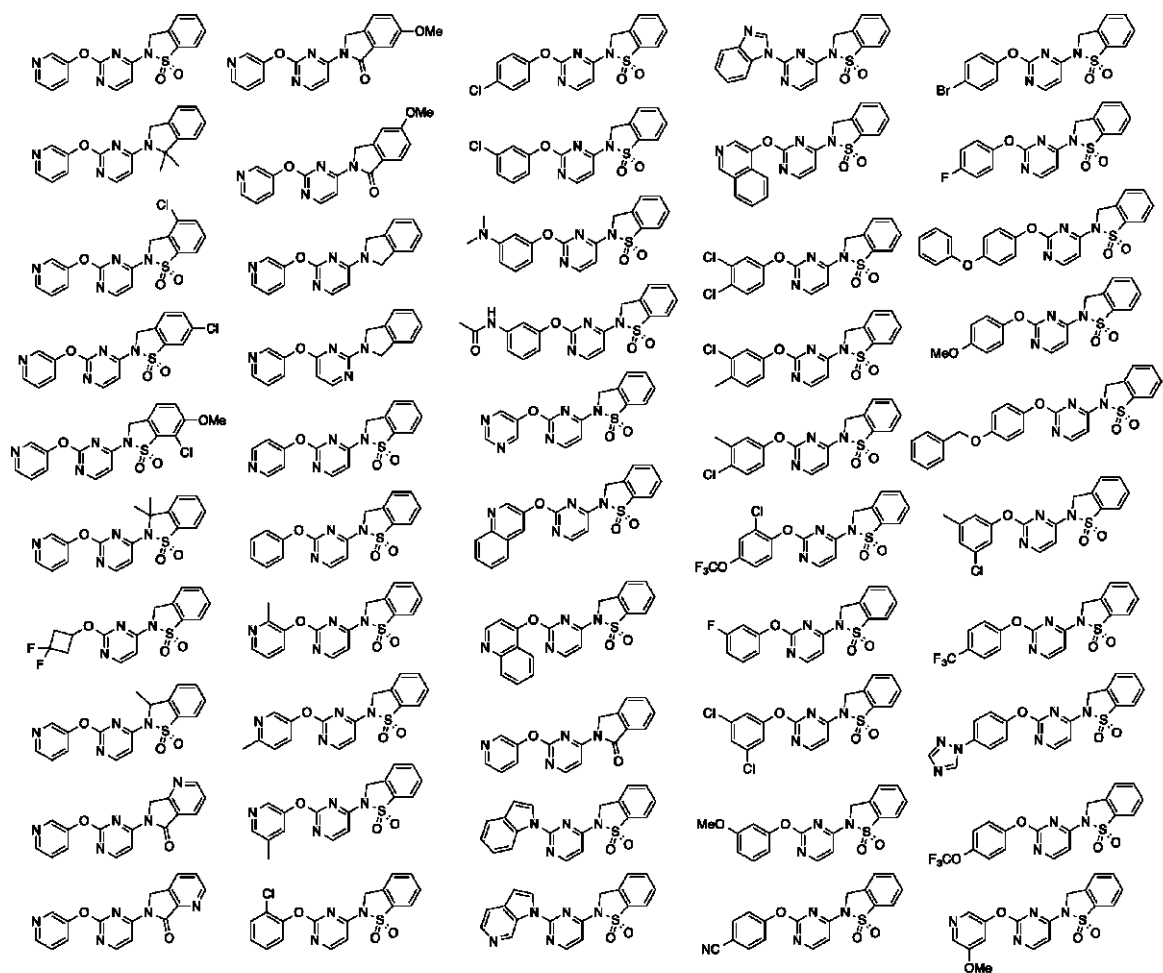 N O N N N S O O
N O N N N O OMe
Cl O N N N S O O
N N N N N S O O
Br O N N N S O O
N O N N N
N O N N N O OMe
Cl O N N N S O O
N O N N N S O O
F O N N N S O O
Cl N O N N N S O O
N O N N N
N O N N N S O O
Cl Cl O N N N S O O
O O N N N S O O
N O N N N S O O Cl
N O N N N
H N O O N N N S O O
Cl O N N N S O O
MeO O N N N S O O
N O N N N S O O Cl OMe
N O N N N S O O
N N O N N N S O O
Cl O N N N S O O
O O N N N S O O
N O N N N S O O
O N N N S O O
N O N N N S O O
Cl F₃CO O N N N S O O
Cl O N N N S O O
F F O N N N S O O
N O N N N S O O
N O N N N S O O
F O N N N S O O
F₃C O N N N S O O
N O N N N S O O
N O N N N S O O
N O N N N O
Cl Cl O N N N S O O
N N N O N N N S O O
N O N N N O N
N O N N N S O O
N N N N S O O
MeO O N N N S O O
F₃CO O N N N S O O
N O N N N O N
Cl O N N N S O O
N N N N N S O O
NC O N N N S O O
N OMe O N N N S O O